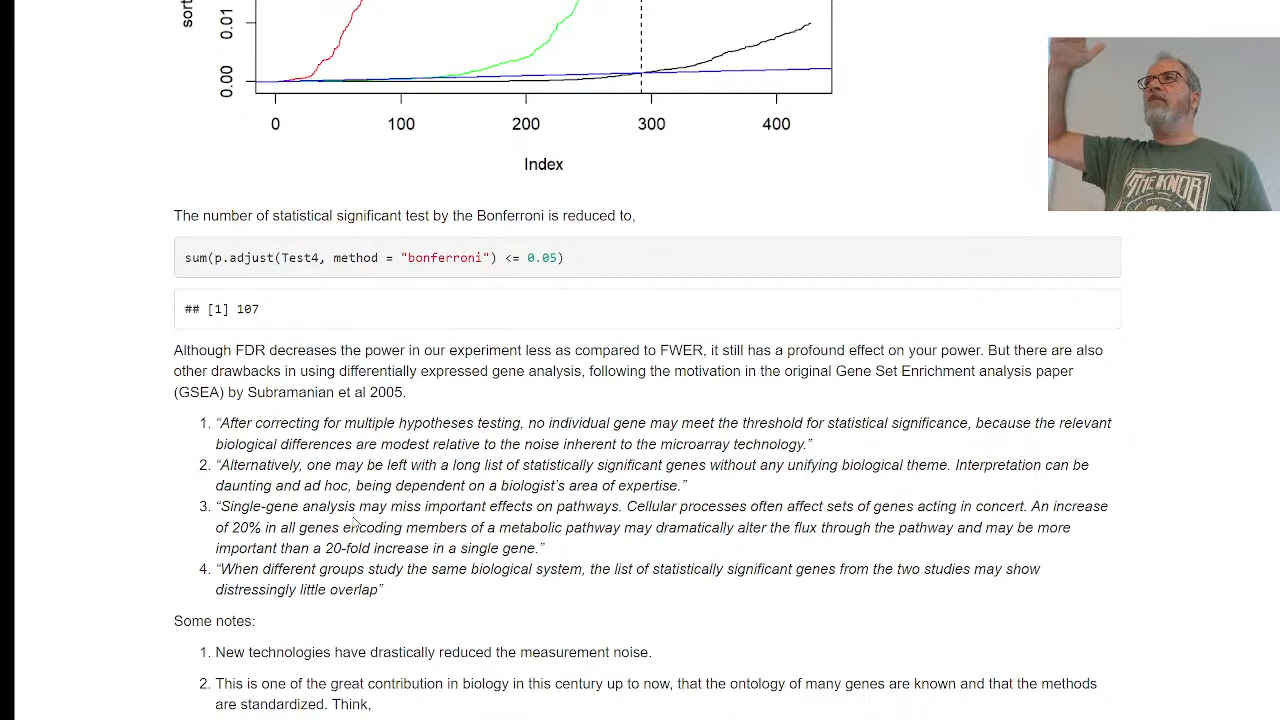 sort
0.01
0.00
0 100 200 300 400
Index
THE KNOB
The number of statistical significant test by the Bonferroni is reduced to,
sum(p.adjust(Test4, method = "bonferroni") <= 0.05)
## [1] 107
Although FDR decreases the power in our experiment less as compared to FWER, it still has a profound effect on your power. But there are also
other drawbacks in using differentially expressed gene analysis, following the motivation in the original Gene Set Enrichment analysis paper
(GSEA) by Subramanian et al 2005.
1. “After correcting for multiple hypotheses testing, no individual gene may meet the threshold for statistical significance, because the relevant
biological differences are modest relative to the noise inherent to the microarray technology.”
2. “Alternatively, one may be left with a long list of statistically significant genes without any unifying biological theme. Interpretation can be
daunting and ad hoc, being dependent on a biologist’s area of expertise.”
3. “Single-gene analysis may miss important effects on pathways. Cellular processes often affect sets of genes acting in concert. An increase
of 20% in all genes encoding members of a metabolic pathway may dramatically alter the flux through the pathway and may be more
important than a 20-fold increase in a single gene.”
4. “When different groups study the same biological system, the list of statistically significant genes from the two studies may show
distressingly little overlap”
Some notes:
1. New technologies have drastically reduced the measurement noise.
2. This is one of the great contribution in biology in this century up to now, that the ontology of many genes are known and that the methods
are standardized. Think,